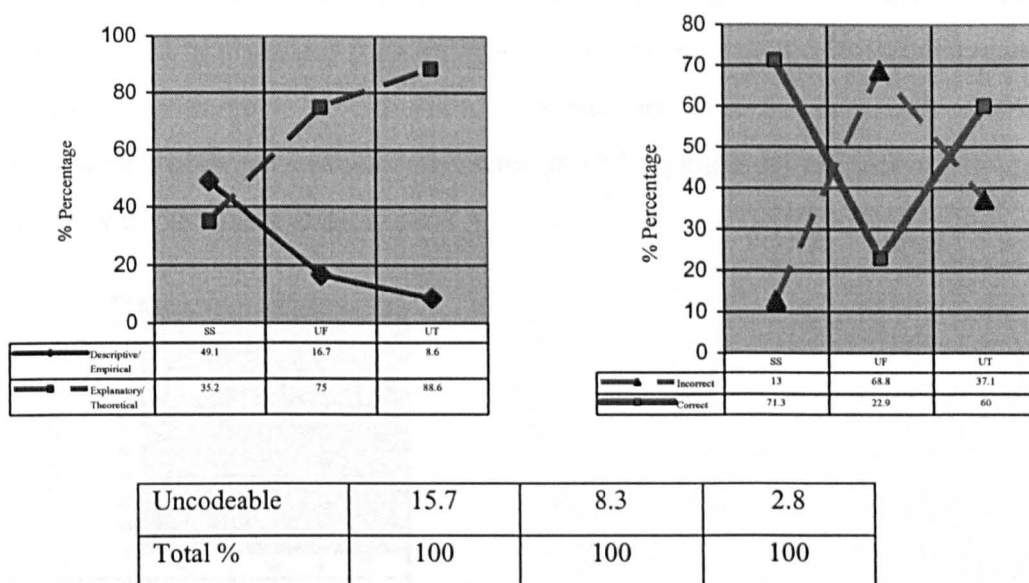 100
80
60
40
20
0
% Percentage
SS UF UT
Descriptive/ Empirical 49.1 16.7 8.6
Explanatory/ Theoretical 35.2 75 88.6
80
70
60
50
40
30
20
10
0
% Percentage
SS UF UT
Incorrect 13 68.8 37.1
Correct 71.3 22.9 60
Uncodeable 15.7 8.3 2.8
Total % 100 100 100